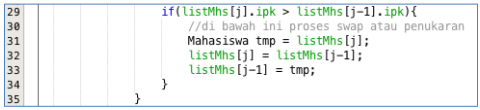 29 if(listMhs[j].ipk > listMhs[j-1].ipk){
30 //di bawah ini proses swap atau penukaran
31 Mahasiswa tmp = listMhs[j];
32 listMhs[j] = listMhs[j-1];
33 listMhs[j-1] = tmp;
34 }
35 }